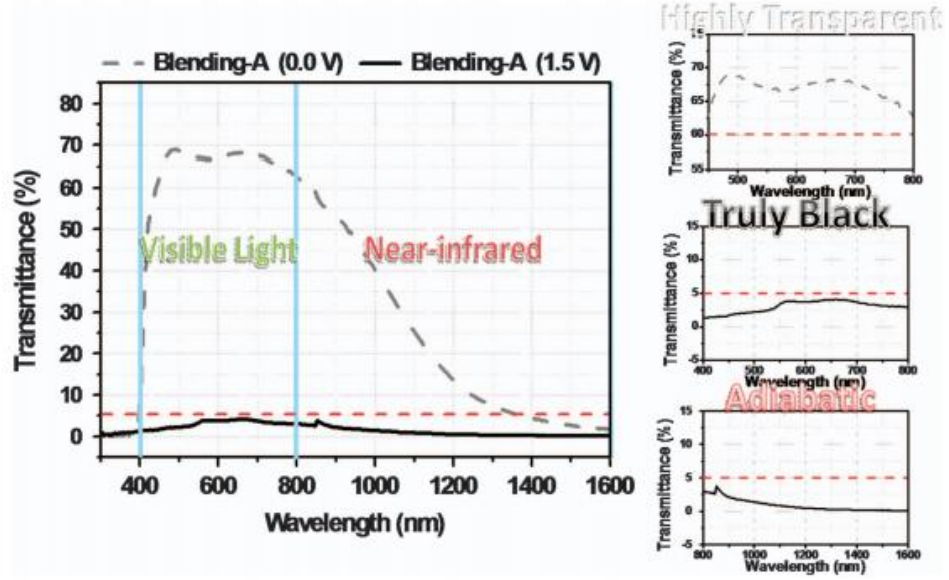 Blending-A (0.0 V) Blending-A (1.5 V)
Transmittance (%)
80
70
60
50
40
30
20
10
0
Visible Light
Near-infrared
400 600 800 1000 1200 1400 1600
Wavelength (nm)
Highly Transparent
Transmittance (%)
75
70
65
60
55
500 600 700 800
Wavelength (nm)
Truly Black
Transmittance (%)
15
10
5
0
-5
400 500 600 700 800
Wavelength (nm)
Adiabatic
Transmittance (%)
15
10
5
0
-5
800 1000 1200 1400 1600
Wavelength (nm)